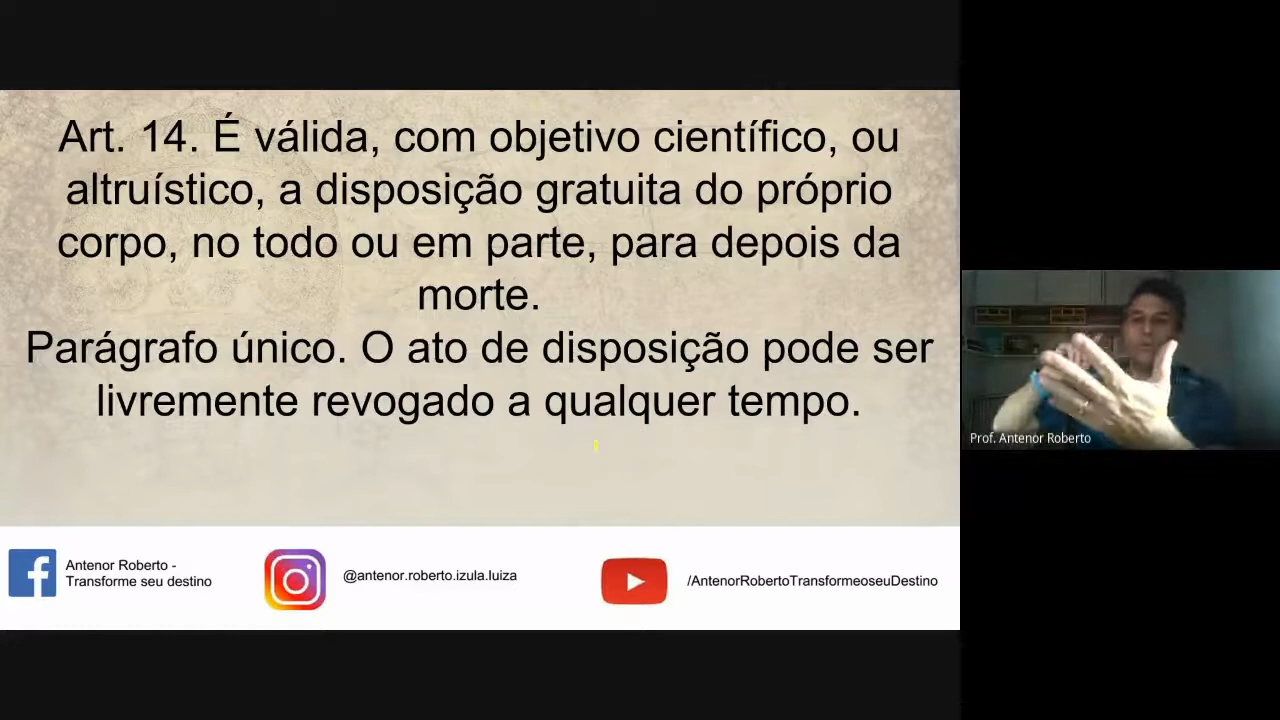 Art. 14. É válida, com objetivo científico, ou
altruístico, a disposição gratuita do próprio
corpo, no todo ou em parte, para depois da
morte.
Parágrafo único. O ato de disposição pode ser
livremente revogado a qualquer tempo.
Prof. Antenor Roberto
Antenor Roberto -
Transforme seu destino
@antenor.roberto.izula.luiza
/AntenorRobertoTransformeoseuDestino